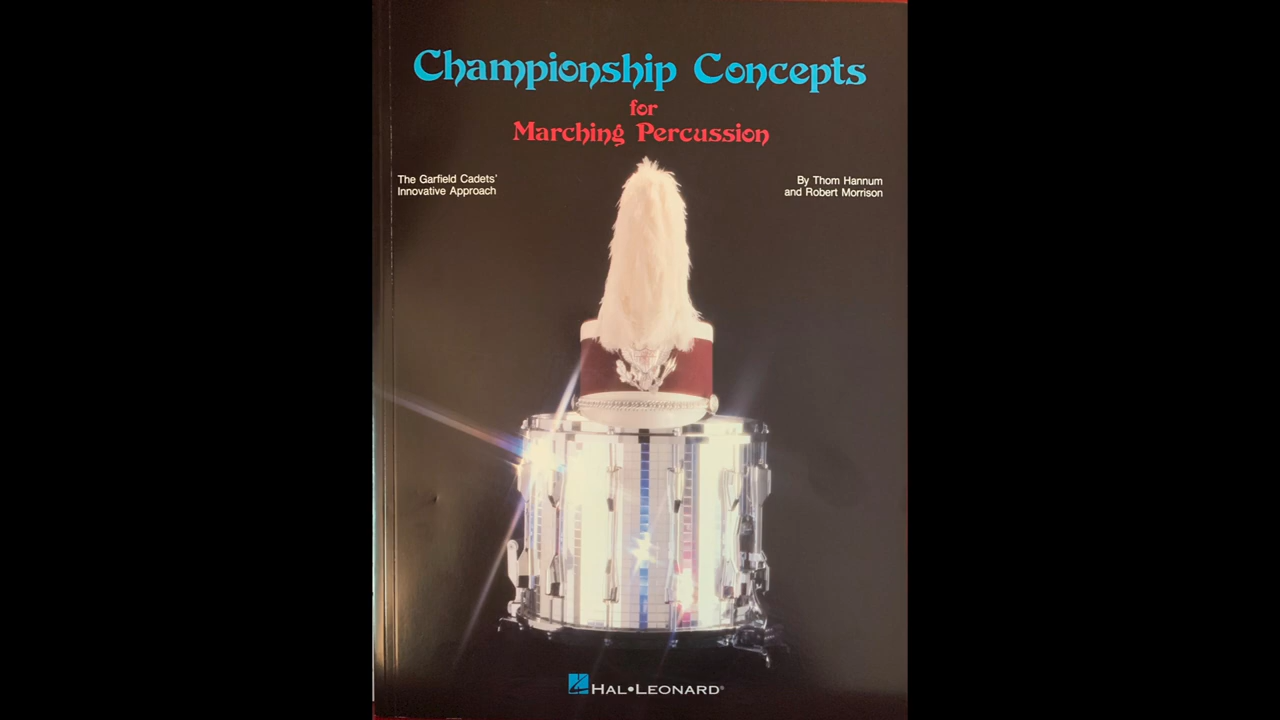 Championship Concepts
for
Marching Percussion
The Garfield Cadets'
Innovative Approach
By Thom Hannum
and Robert Morrison
HAL•LEONARD®